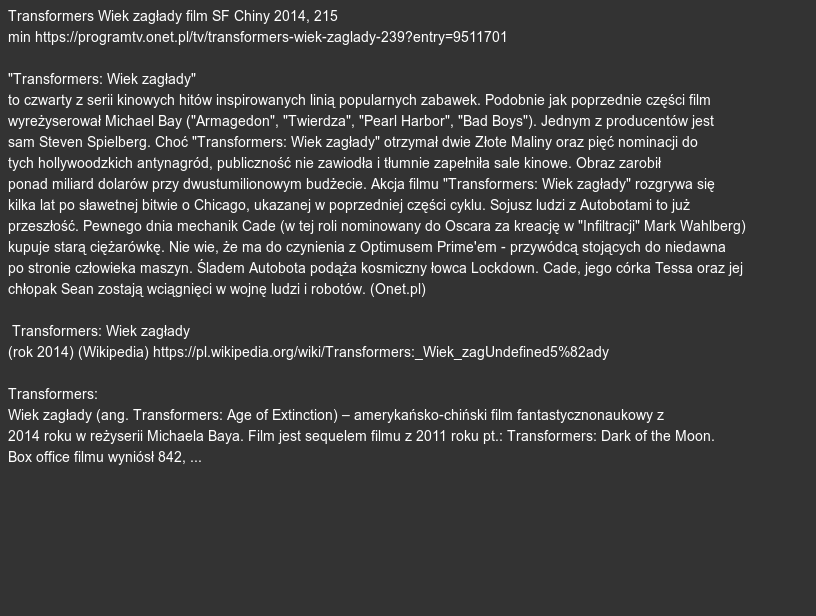 Transformers Wiek zagłady film SF Chiny 2014, 215
min https://programtv.onet.pl/tv/transformers-wiek-zaglady-239?entry=9511701
"Transformers: Wiek zagłady"
to czwarty z serii kinowych hitów inspirowanych linią popularnych zabawek. Podobnie jak poprzednie części film
wyreżyserował Michael Bay ("Armagedon", "Twierdza", "Pearl Harbor", "Bad Boys"). Jednym z producentów jest
sam Steven Spielberg. Choć "Transformers: Wiek zagłady" otrzymał dwie Złote Maliny oraz pięć nominacji do
tych hollywoodzkich antynagród, publiczność nie zawiodła i tłumnie zapełniła sale kinowe. Obraz zarobił
ponad miliard dolarów przy dwustumilionowym budżecie. Akcja filmu "Transformers: Wiek zagłady" rozgrywa się
kilka lat po sławetnej bitwie o Chicago, ukazanej w poprzedniej części cyklu. Sojusz ludzi z Autobotami to już
przeszłość. Pewnego dnia mechanik Cade (w tej roli nominowany do Oscara za kreację w "Infiltracji" Mark Wahlberg)
kupuje starą ciężarówkę. Nie wie, że ma do czynienia z Optimusem Prime'em - przywódcą stojących do niedawna
po stronie człowieka maszyn. Śladem Autobota podąża kosmiczny łowca Lockdown. Cade, jego córka Tessa oraz jej
chłopak Sean zostają wciągnięci w wojnę ludzi i robotów. (Onet.pl)
Transformers: Wiek zagłady
(rok 2014) (Wikipedia) https://pl.wikipedia.org/wiki/Transformers:_Wiek_zagUndefined5%82ady
Transformers:
Wiek zagłady (ang. Transformers: Age of Extinction) – amerykańsko-chiński film fantastycznonaukowy z
2014 roku w reżyserii Michaela Baya. Film jest sequelem filmu z 2011 roku pt.: Transformers: Dark of the Moon.
Box office filmu wyniósł 842, ...